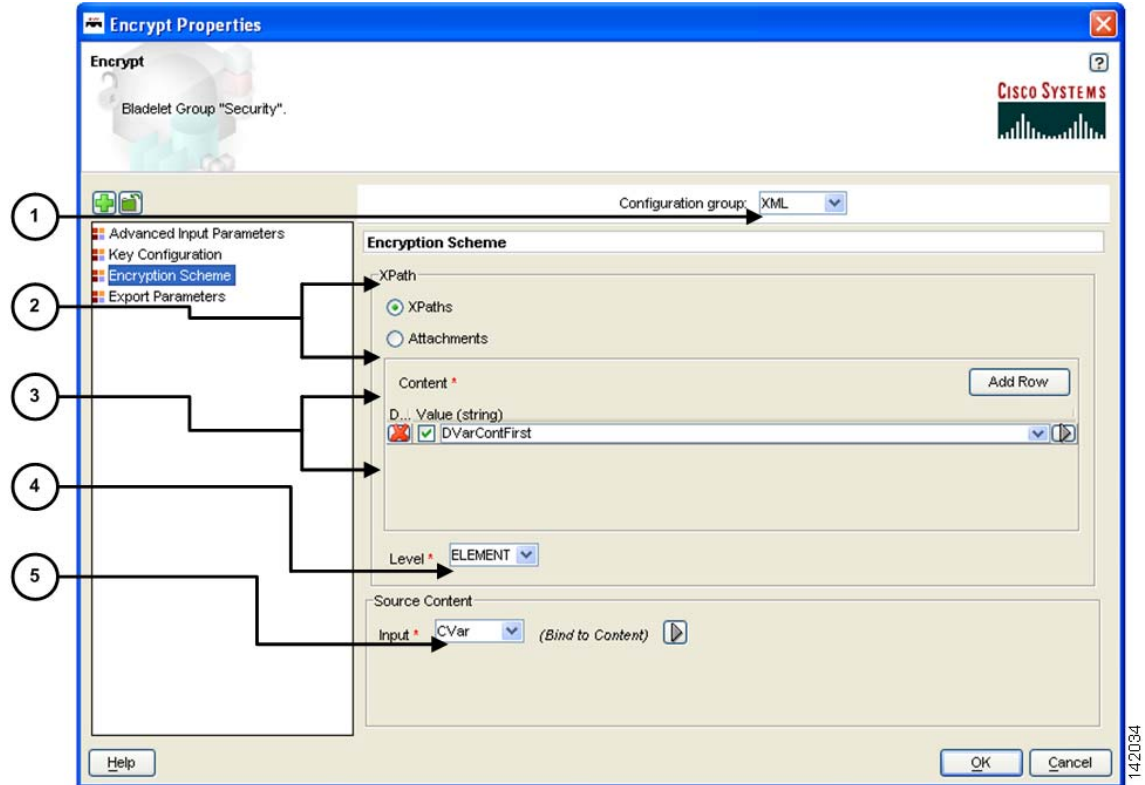 Encrypt Properties
Encrypt
?
Bladelet Group "Security".
CISCO SYSTEMS
1
Configuration group: XML
Advanced Input Parameters
Key Configuration
Encryption Scheme
Export Parameters
Encryption Scheme
2
XPath
XPaths
Attachments
3
Content *
Add Row
D... Value (string)
DVarContFirst
4
Level * ELEMENT
5
Source Content
Input * CVar (Bind to Content)
Help
OK
Cancel
142034